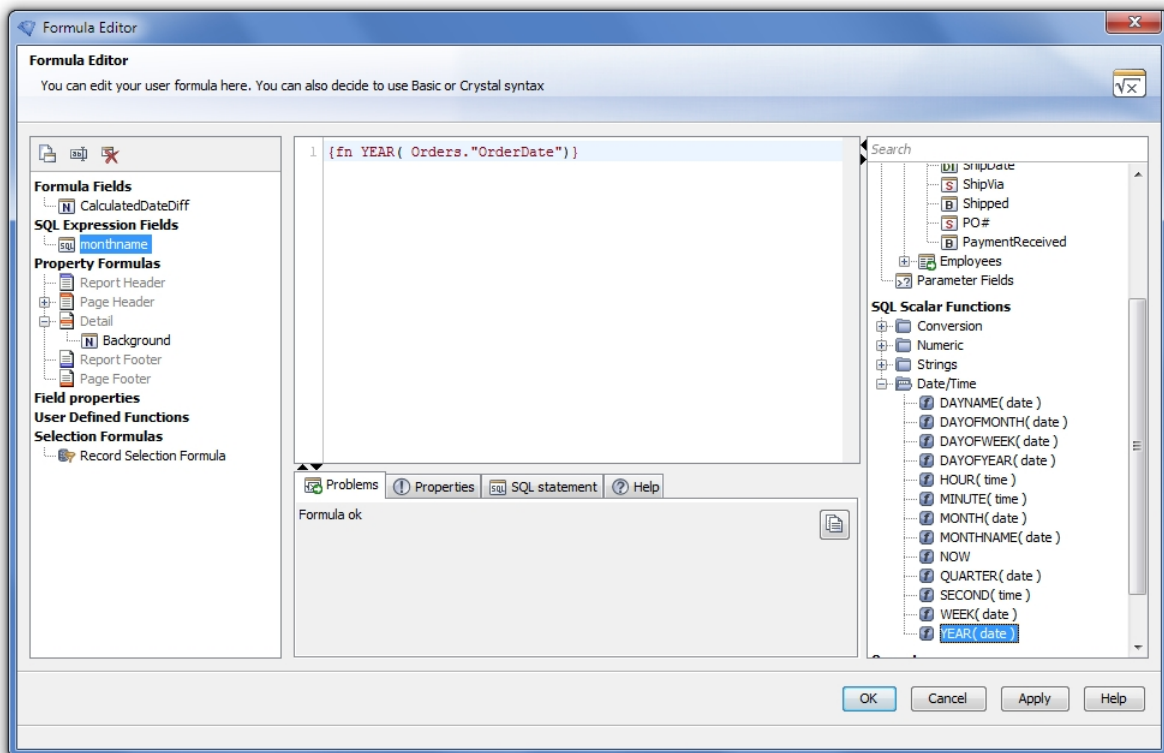 Formula Editor
Formula Editor
You can edit your user formula here. You can also decide to use Basic or Crystal syntax
Formula Fields
N CalculatedDateDiff
SQL Expression Fields
SQL monthname
Property Formulas
Report Header
Page Header
Detail
N Background
Report Footer
Page Footer
Field properties
User Defined Functions
Selection Formulas
Record Selection Formula
1 {fn YEAR( Orders."OrderDate")}
Problems
Properties
SQL SQL statement
? Help
Formula ok
Search
DT ShipDate
S ShipVia
B Shipped
S PO#
B PaymentReceived
Employees
>? Parameter Fields
SQL Scalar Functions
Conversion
Numeric
Strings
Date/Time
f DAYNAME( date )
f DAYOFMONTH( date )
f DAYOFWEEK( date )
f DAYOFYEAR( date )
f HOUR( time )
f MINUTE( time )
f MONTH( date )
f MONTHNAME( date )
f NOW
f QUARTER( date )
f SECOND( time )
f WEEK( date )
f YEAR( date )
OK
Cancel
Apply
Help